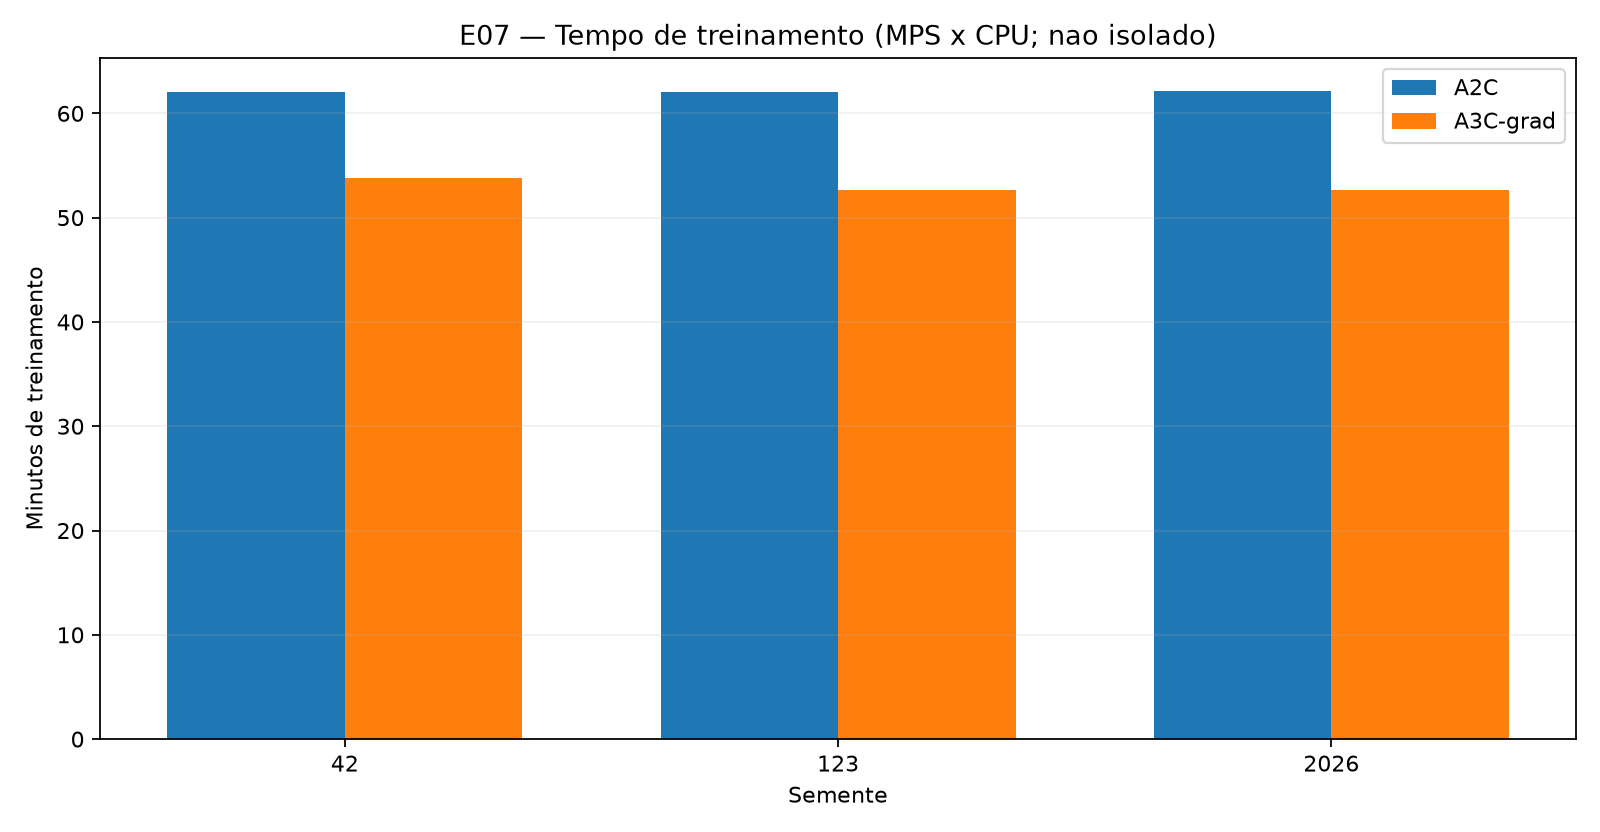 E07 — Tempo de treinamento (MPS x CPU; nao isolado)
A2C
A3C-grad
Minutos de treinamento
60
50
40
30
20
10
0
42
123
2026
Semente